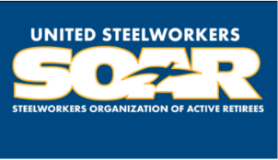 UNITED STEELWORKERS
SOAR
STEELWORKERS ORGANIZATION OF ACTIVE RETIREES